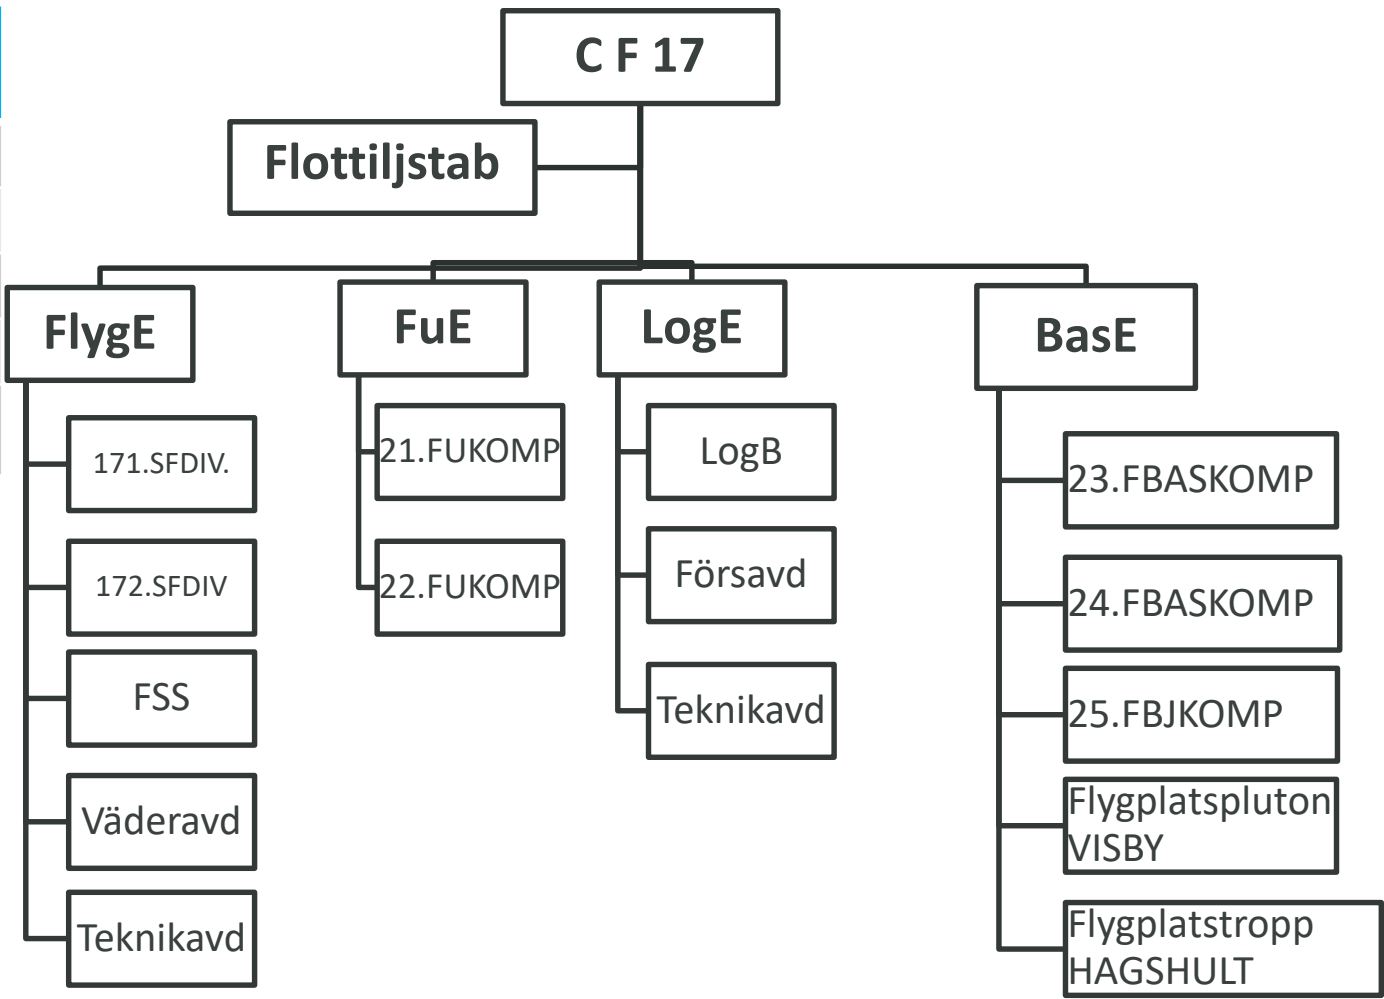 C F 17
Flottiljstab
FlygE
171.SFDIV.
172.SFDIV
FSS
Väderavd
Teknikavd
FuE
21.FUKOMP
22.FUKOMP
LogE
LogB
Försavd
Teknikavd
BasE
23.FBASKOMP
24.FBASKOMP
25.FBJKOMP
Flygplatspluton
VISBY
Flygplatstropp
HAGSHULT